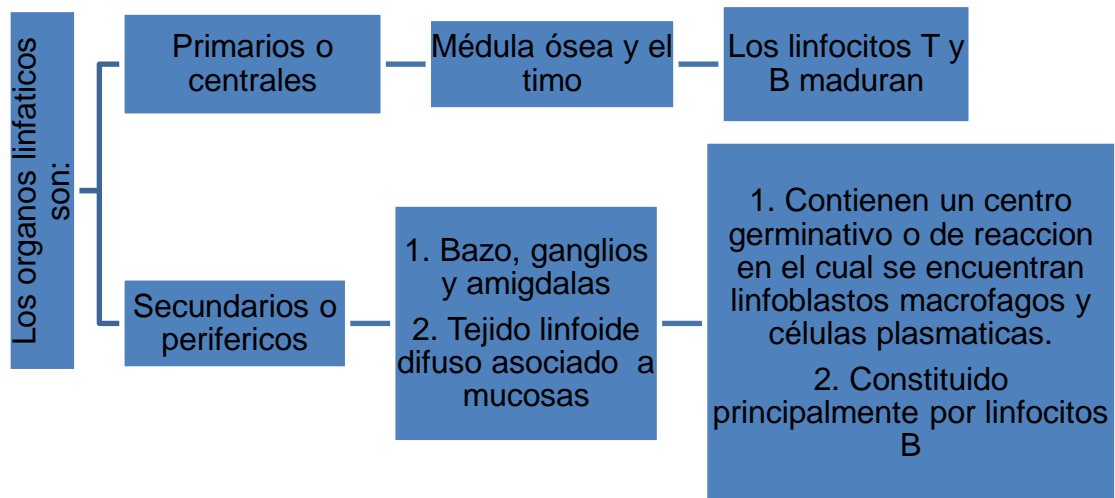 Los organos linfaticos
son:
Primarios o
centrales
Médula ósea y el
timo
Los linfocitos T y
B maduran
Secundarios o
perifericos
1. Bazo, ganglios
y amigdalas
2. Tejido linfoide
difuso asociado a
mucosas
1. Contienen un centro
germinativo o de reaccion
en el cual se encuentran
linfoblastos macrofagos y
células plasmaticas.
2. Constituido
principalmente por linfocitos
B